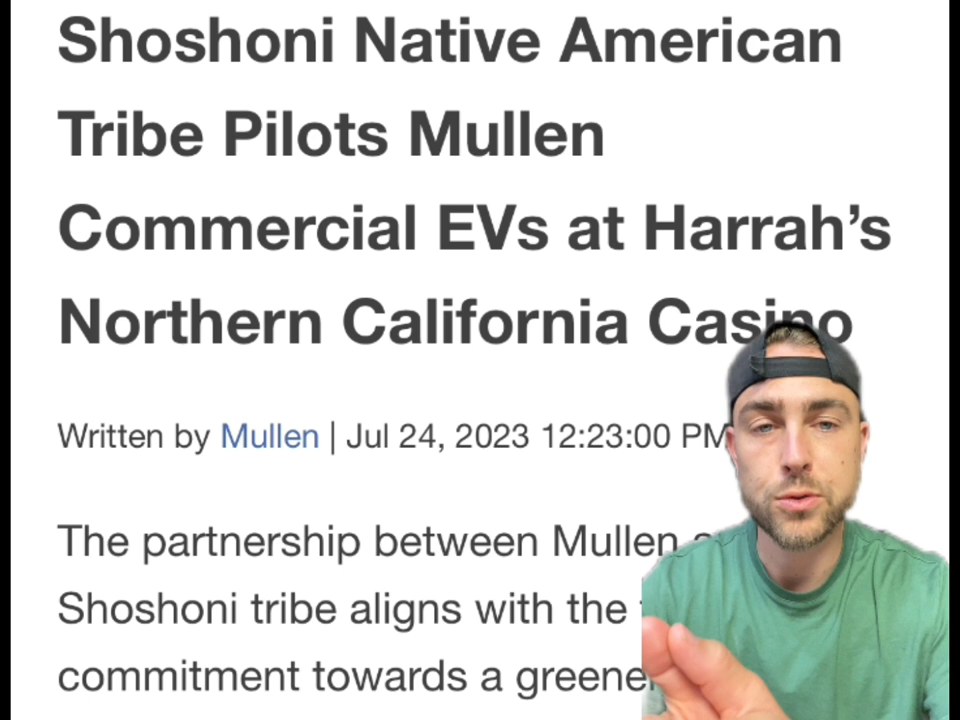 Shoshoni Native American
Tribe Pilots Mullen
Commercial EVs at Harrah’s
Northern California Casino
Written by Mullen | Jul 24, 2023 12:23:00 PM
The partnership between Mullen
Shoshoni tribe aligns with the
commitment towards a greener